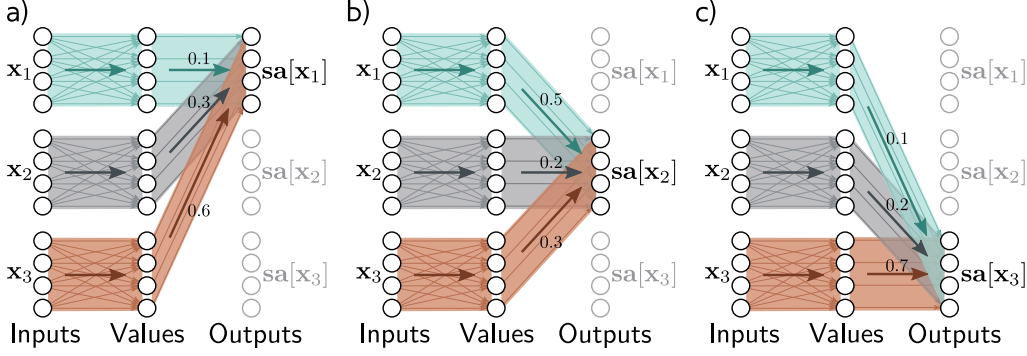 a)
x1
0.1
sa[x1]
0.3
x2
sa[x2]
0.6
x3
sa[x3]
Inputs Values Outputs
b)
x1
0.5
sa[x1]
x2
0.2
sa[x2]
x3
0.3
sa[x3]
Inputs Values Outputs
c)
x1
sa[x1]
0.1
x2
sa[x2]
0.2
x3
0.7
sa[x3]
Inputs Values Outputs